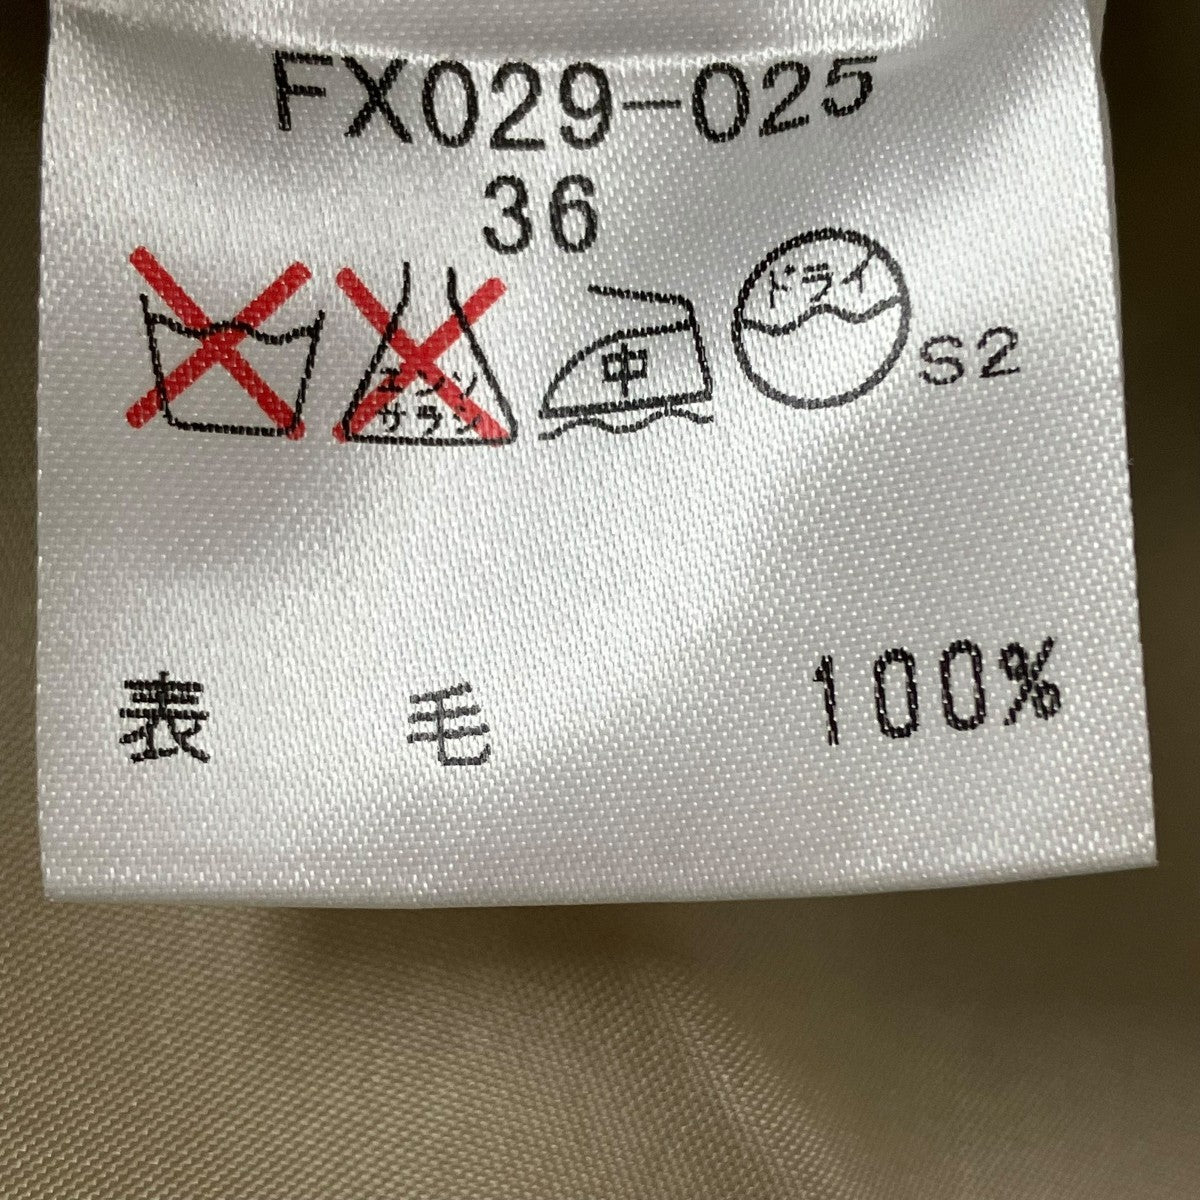 FX029-025
36
エンソ
サラシ
中
ドライ
S2
表 毛 100%